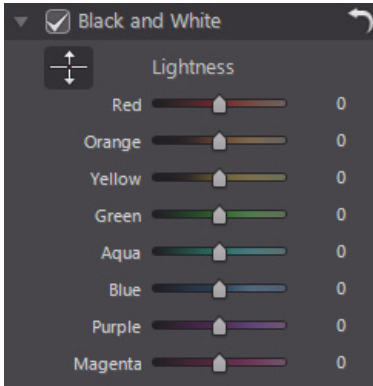 Black and White
Lightness
Red 0
Orange 0
Yellow 0
Green 0
Aqua 0
Blue 0
Purple 0
Magenta 0